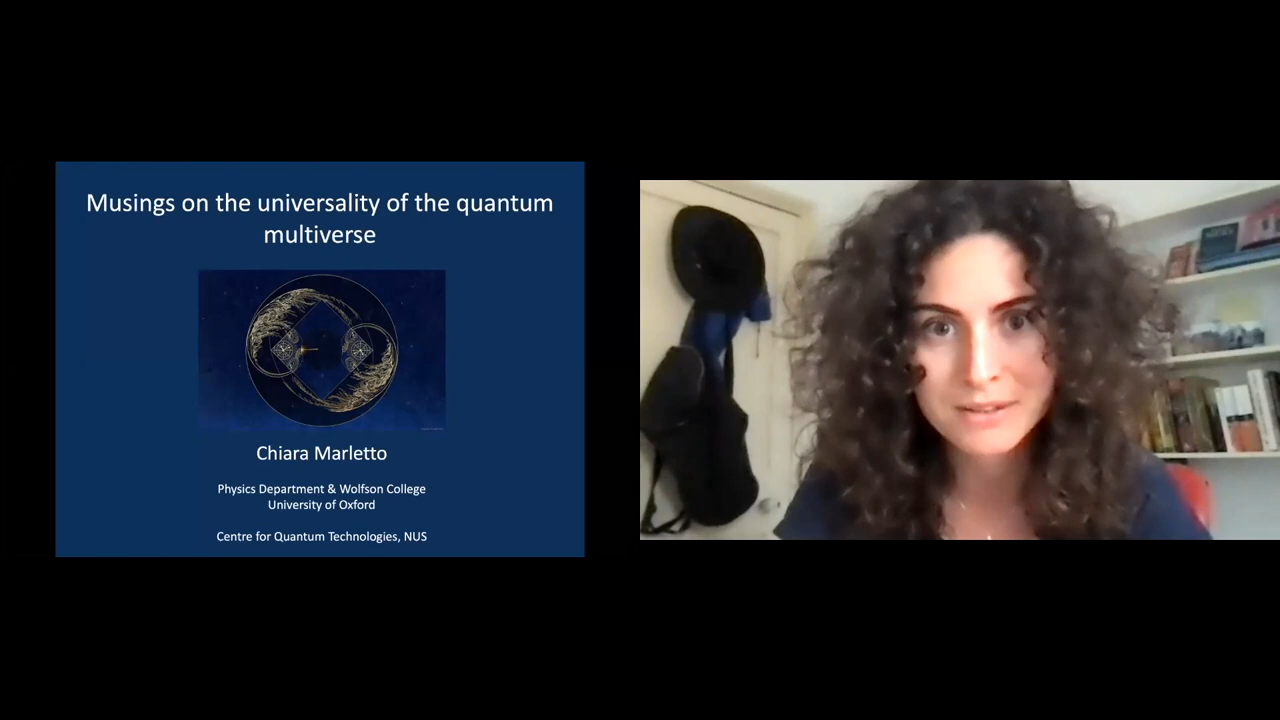 Musings on the universality of the quantum
multiverse
Chiara Marletto
Physics Department & Wolfson College
University of Oxford
Centre for Quantum Technologies, NUS